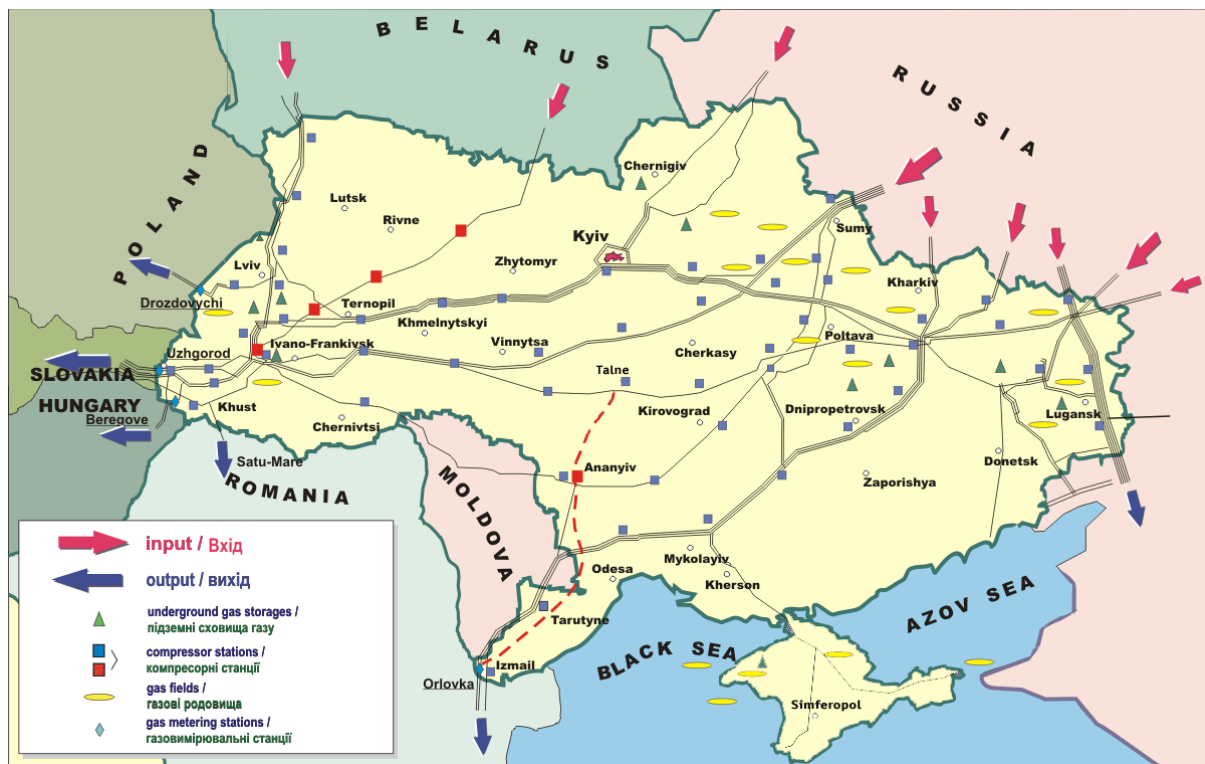 BELARUS
RUSSIA
POLAND
Chernigiv
Lutsk
Rivne
Sumy
Kyiv
Zhytomyr
Lviv
Kharkiv
Drozdovychi
Ternopil
Khmelnytskyi
Poltava
Ivano-Frankivsk
Vinnytsa
Cherkasy
Uzhgorod
SLOVAKIA
Talne
HUNGARY
Khust
Kirovograd
Dnipropetrovsk
Lugansk
Beregove
Chernivtsi
Satu-Mare
Donetsk
ROMANIA
MOLDOVA
Ananyiv
Zaporishya
Mykolayiv
Odesa
Kherson
Tarutyne
AZOV SEA
BLACK SEA
Izmail
Orlovka
Simferopol
input / Вхід
output / вихід
underground gas storages /
підземні сховища газу
compressor stations /
компресорні станції
gas fields /
газові родовища
gas metering stations /
газовимірювальні станції